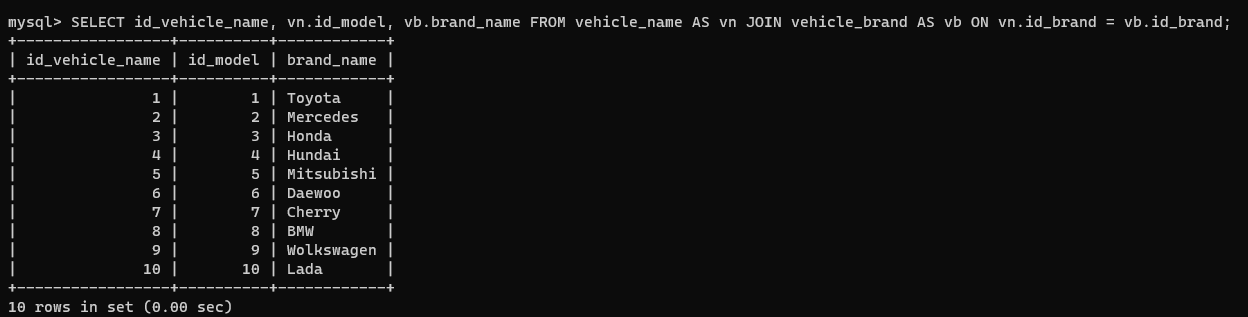 mysql> SELECT id_vehicle_name, vn.id_model, vb.brand_name FROM vehicle_name AS vn JOIN vehicle_brand AS vb ON vn.id_brand = vb.id_brand;
+-----------------+----------+------------+
| id_vehicle_name | id_model | brand_name |
+-----------------+----------+------------+
|               1 |        1 | Toyota     |
|               2 |        2 | Mercedes   |
|               3 |        3 | Honda      |
|               4 |        4 | Hundai     |
|               5 |        5 | Mitsubishi |
|               6 |        6 | Daewoo     |
|               7 |        7 | Cherry     |
|               8 |        8 | BMW        |
|               9 |        9 | Wolkswagen |
|              10 |       10 | Lada       |
+-----------------+----------+------------+
10 rows in set (0.00 sec)